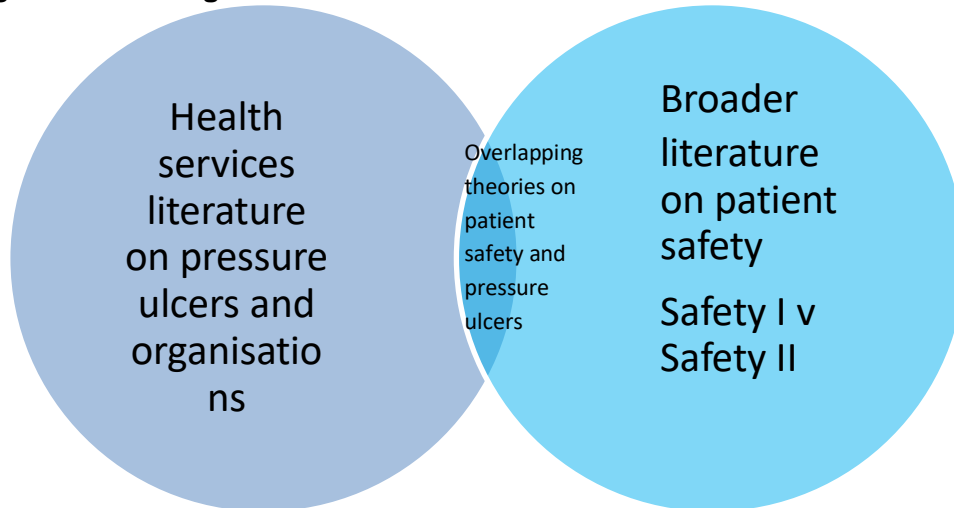 Health
services
literature
on pressure
ulcers and
organisatio
ns
Overlapping
theories on
patient
safety and
pressure
ulcers
Broader
literature
on patient
safety
Safety I v
Safety II